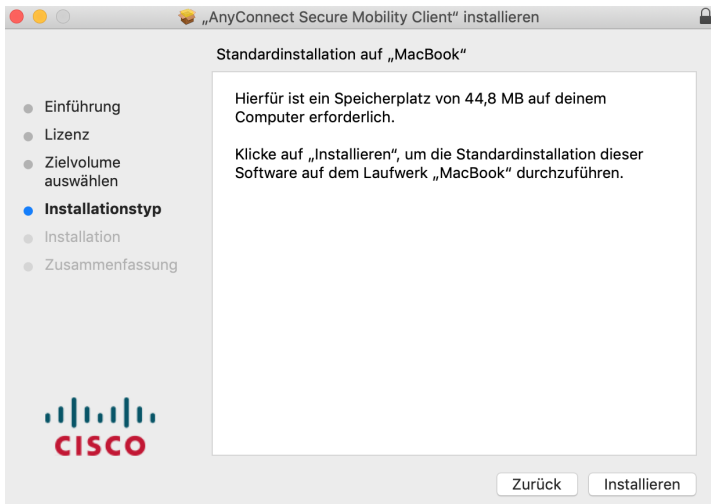 „AnyConnect Secure Mobility Client“ installieren
Standardinstallation auf „MacBook“
Einführung
Lizenz
Zielvolume
auswählen
Installationstyp
Installation
Zusammenfassung
Hierfür ist ein Speicherplatz von 44,8 MB auf deinem
Computer erforderlich.
Klicke auf „Installieren“, um die Standardinstallation dieser
Software auf dem Laufwerk „MacBook“ durchzuführen.
CISCO
Zurück
Installieren